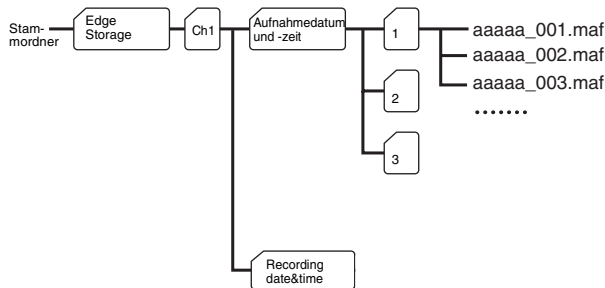 Stam-
mordner
Edge
Storage
Ch1
Aufnahmedatum
und -zeit
1
aaaaa_001.maf
aaaaa_002.maf
aaaaa_003.maf
.......
2
3
Recording
date&time